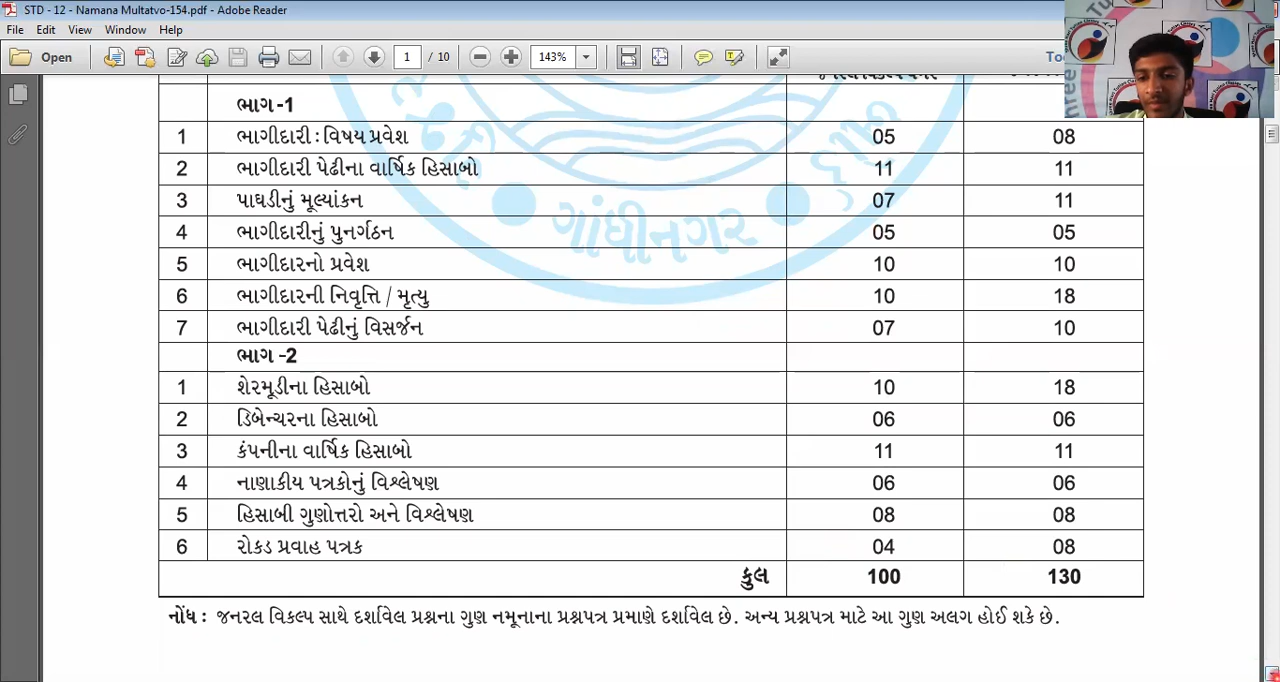 STD - 12 - Namana Multatvo-154.pdf - Adobe Reader
File Edit View Window Help
Open 1 / 10 143%
ભાગ -1
1 ભાગીદારી : વિષય પ્રવેશ 05 08
2 ભાગીદારી પેઢીના વાર્ષિક હિસાબો 11 11
3 પાઘડીનું મૂલ્યાંકન 07 11
4 ભાગીદારીનું પુનર્ગઠન 05 05
5 ભાગીદારનો પ્રવેશ 10 10
6 ભાગીદારની નિવૃત્તિ / મૃત્યુ 10 18
7 ભાગીદારી પેઢીનું વિસર્જન 07 10
ભાગ -2
1 શેરમૂડીના હિસાબો 10 18
2 ડિબેન્ચરના હિસાબો 06 06
3 કંપનીના વાર્ષિક હિસાબો 11 11
4 નાણાકીય પત્રકોનું વિશ્લેષણ 06 06
5 હિસાબી ગુણોત્તરો અને વિશ્લેષણ 08 08
6 રોકડ પ્રવાહ પત્રક 04 08
કુલ 100 130
નોંધ : જનરલ વિકલ્પ સાથે દર્શાવેલ પ્રશ્નના ગુણ નમૂનાના પ્રશ્નપત્ર પ્રમાણે દર્શાવેલ છે. અન્ય પ્રશ્નપત્ર માટે આ ગુણ અલગ હોઈ શકે છે.
ગાંધીનગર